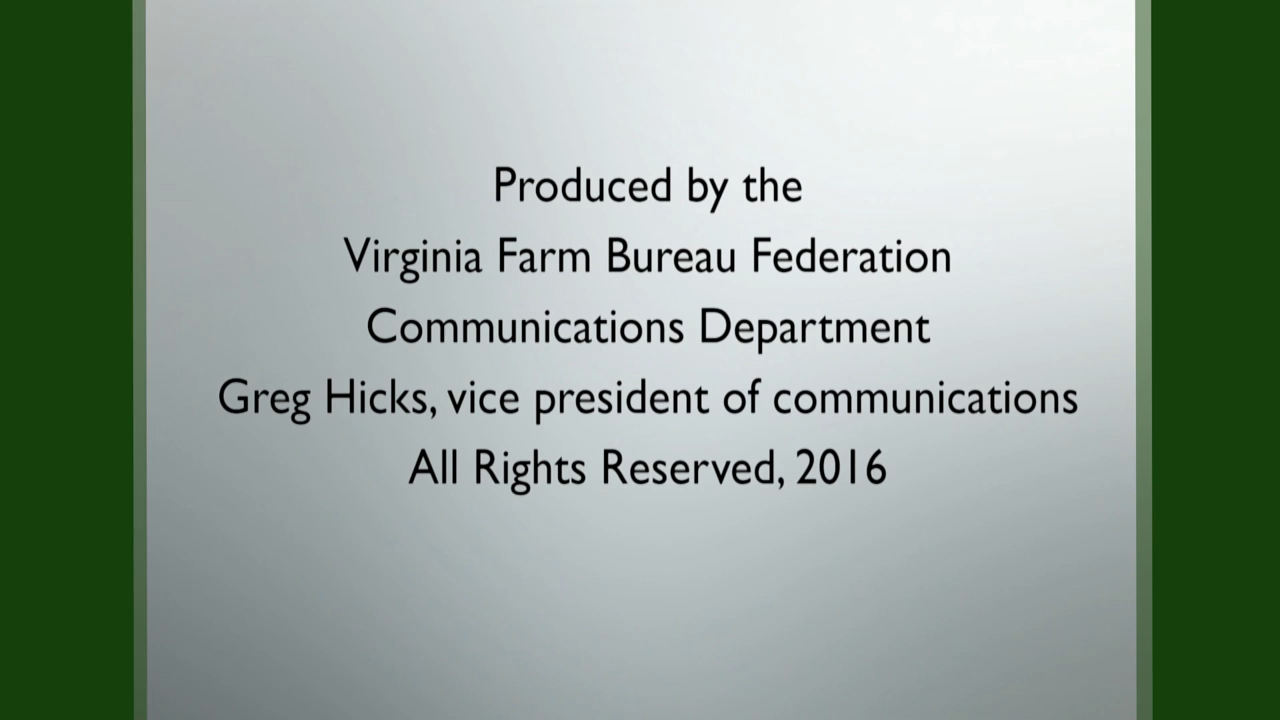 Produced by the
Virginia Farm Bureau Federation
Communications Department
Greg Hicks, vice president of communications
All Rights Reserved, 2016